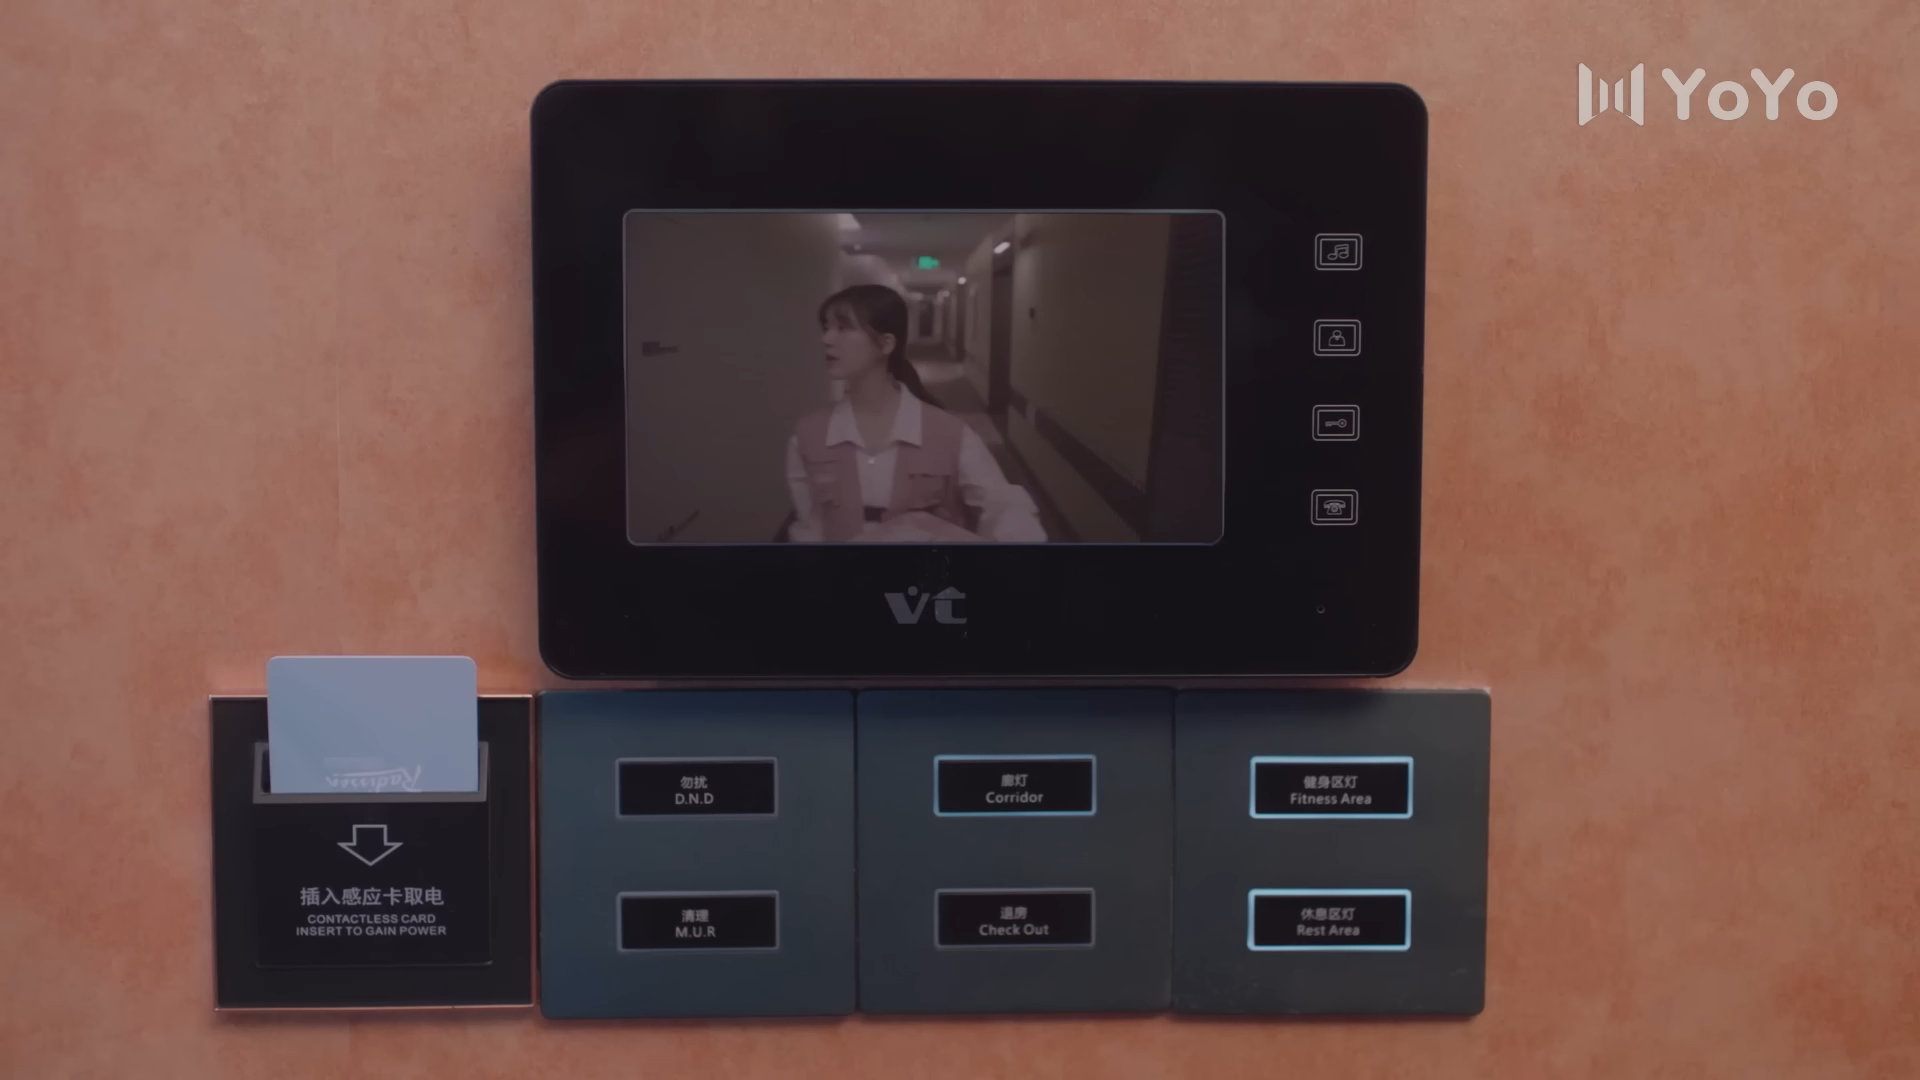 YoYo
vt
Radisson
插入感应卡取电
CONTACTLESS CARD
INSERT TO GAIN POWER
勿扰
D.N.D
廊灯
Corridor
健身区灯
Fitness Area
清理
M.U.R
退房
Check Out
休息区灯
Rest Area